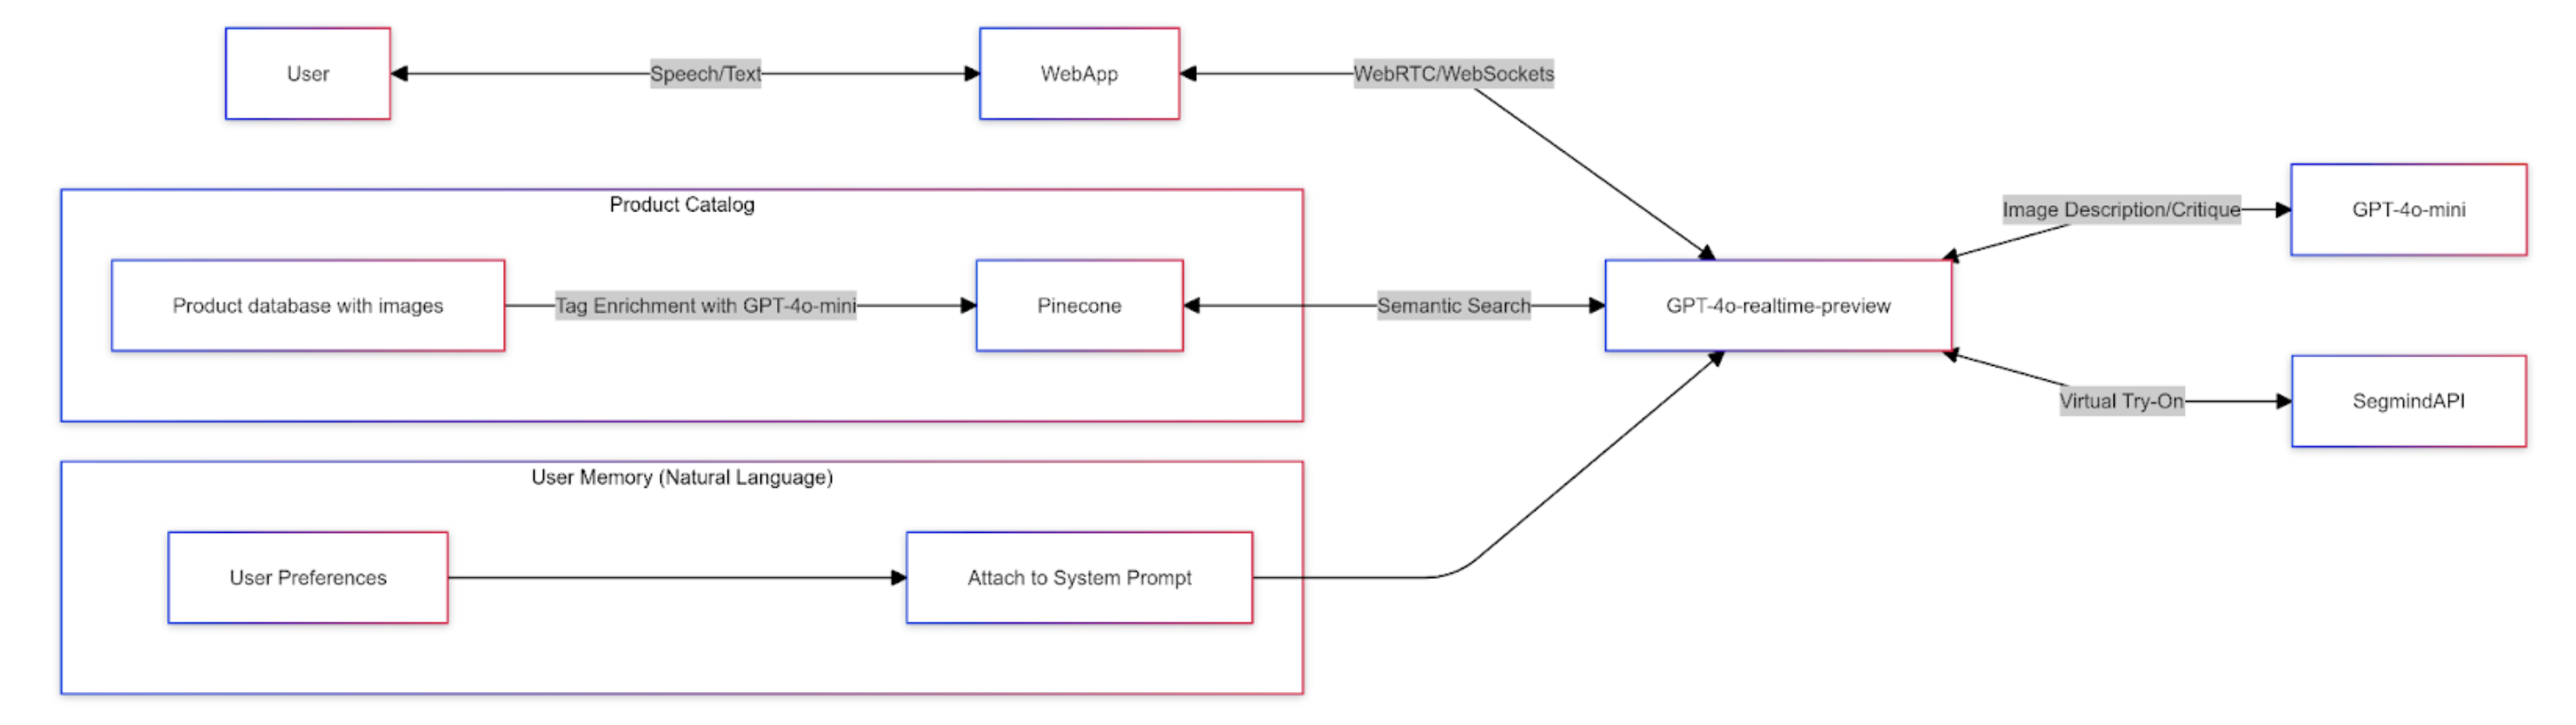 User
Speech/Text
WebApp
WebRTC/WebSockets
Image Description/Critique
GPT-4o-mini
Product Catalog
Product database with images
Tag Enrichment with GPT-4o-mini
Pinecone
Semantic Search
GPT-4o-realtime-preview
Virtual Try-On
SegmindAPI
User Memory (Natural Language)
User Preferences
Attach to System Prompt